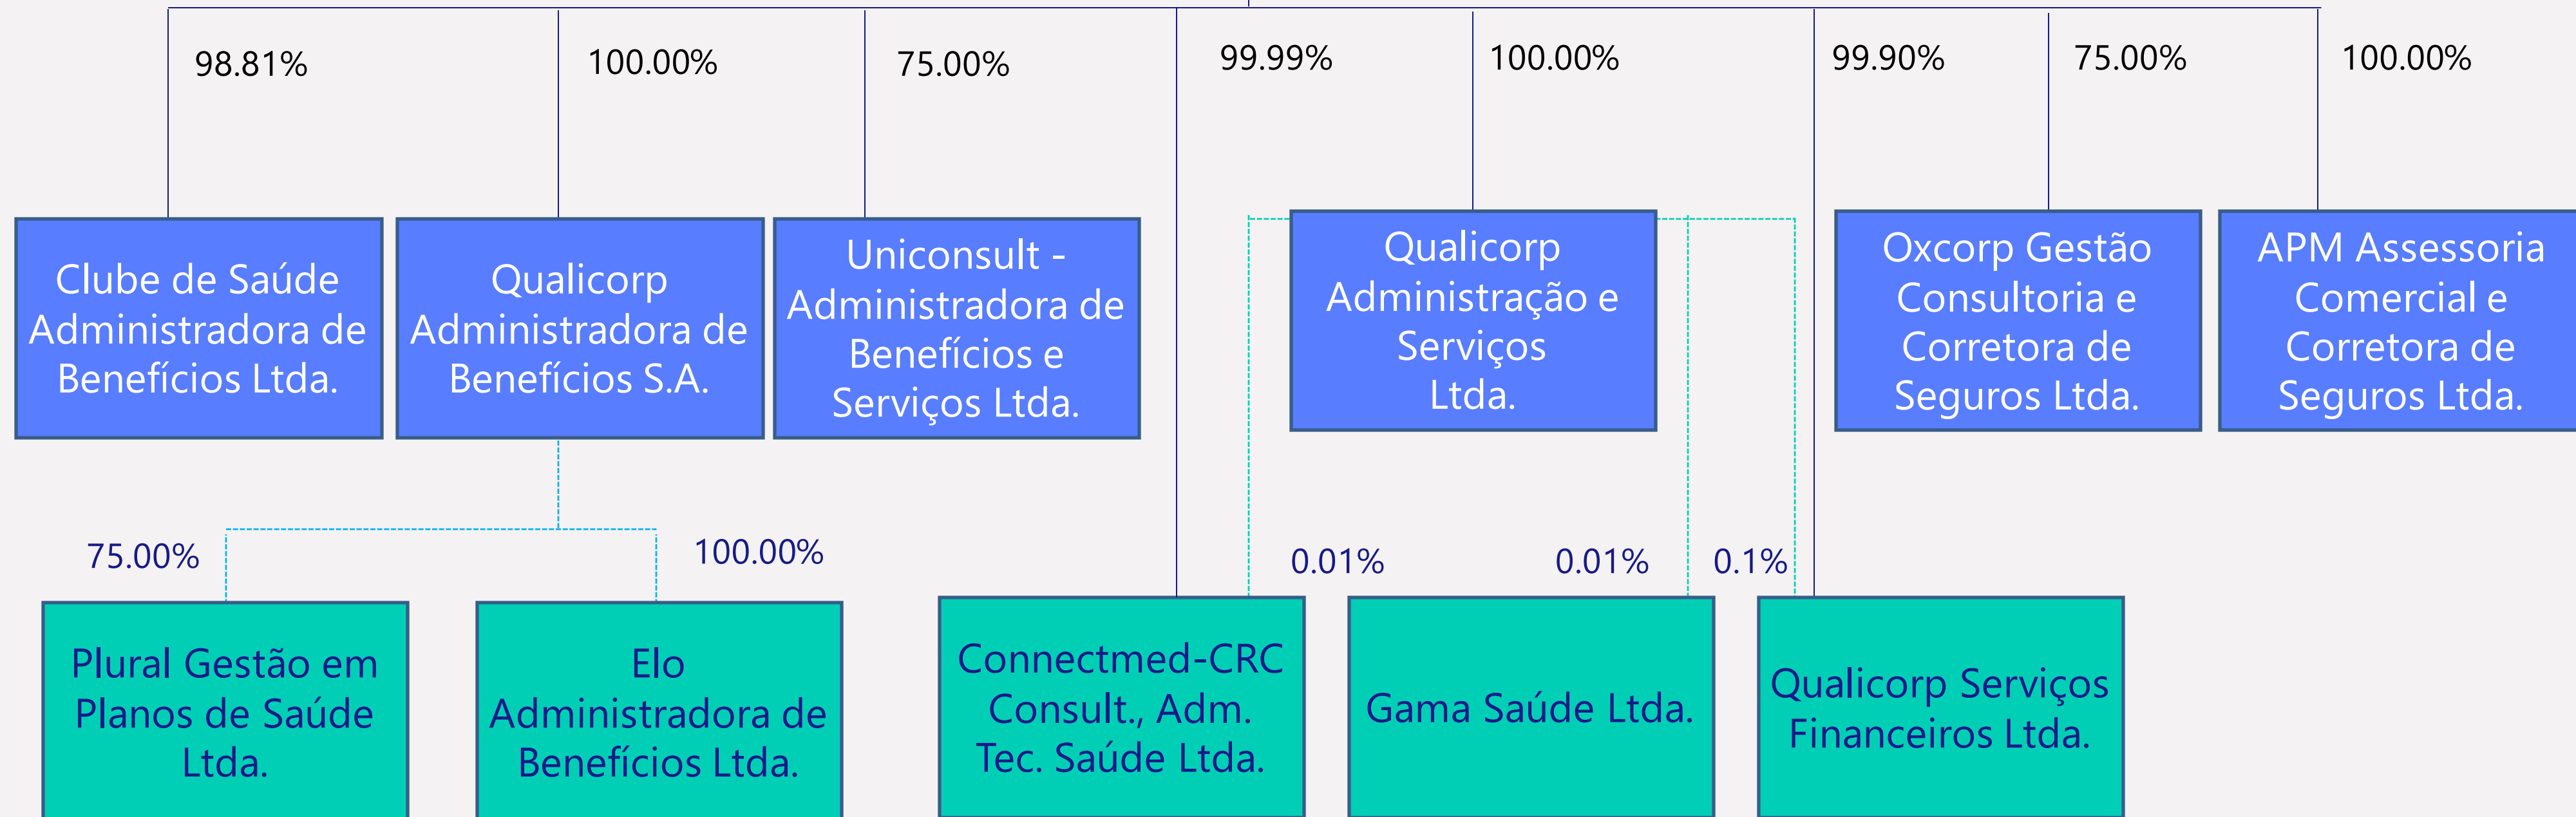 98.81%
100.00%
75.00%
99.99%
100.00%
99.90%
75.00%
100.00%
Clube de Saúde
Administradora de
Benefícios Ltda.
Qualicorp
Administradora de
Benefícios S.A.
Uniconsult -
Administradora de
Benefícios e
Serviços Ltda.
Qualicorp
Administração e
Serviços
Ltda.
Oxcorp Gestão
Consultoria e
Corretora de
Seguros Ltda.
APM Assessoria
Comercial e
Corretora de
Seguros Ltda.
75.00%
100.00%
0.01%
0.01%
0.1%
Plural Gestão em
Planos de Saúde
Ltda.
Elo
Administradora de
Benefícios Ltda.
Connectmed-CRC
Consult., Adm.
Tec. Saúde Ltda.
Gama Saúde Ltda.
Qualicorp Serviços
Financeiros Ltda.